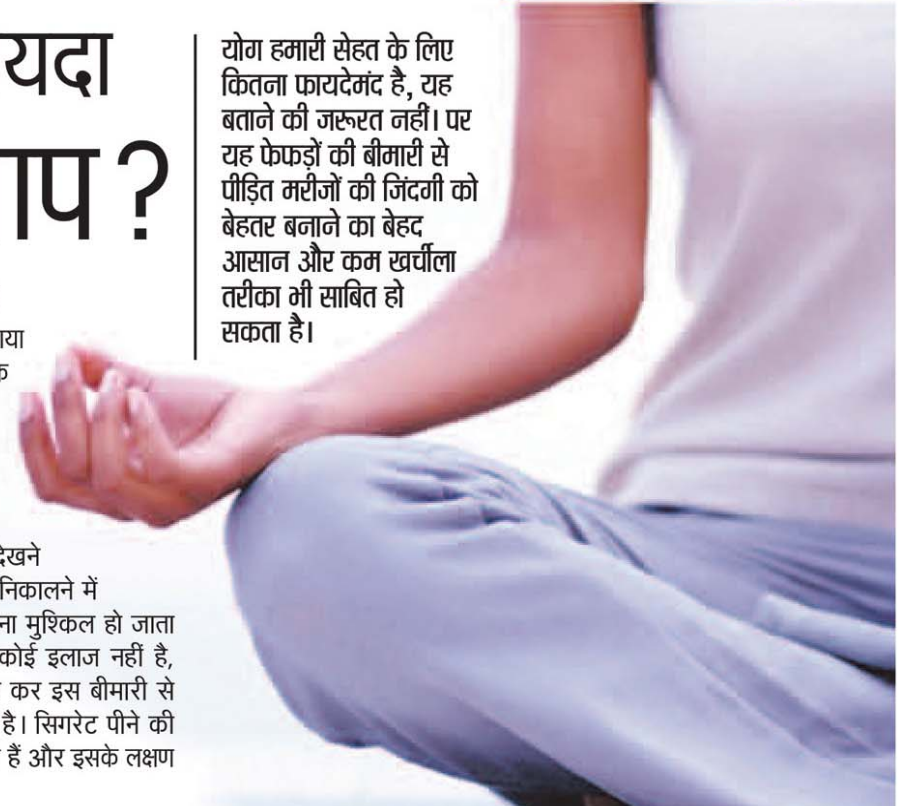 यदा
ाप ?
योग हमारी सेहत के लिए
कितना फायदेमंद है, यह
बताने की जरूरत नहीं। पर
यह फेफड़ों की बीमारी से
पीड़ित मरीजों की जिंदगी को
बेहतर बनाने का बेहद
आसान और कम खर्चीला
तरीका भी साबित हो
सकता है।
ाया
क
देखने
निकालने में
ना मुश्किल हो जाता
कोई इलाज नहीं है,
कर इस बीमारी से
है। सिगरेट पीने की
हैं और इसके लक्षण